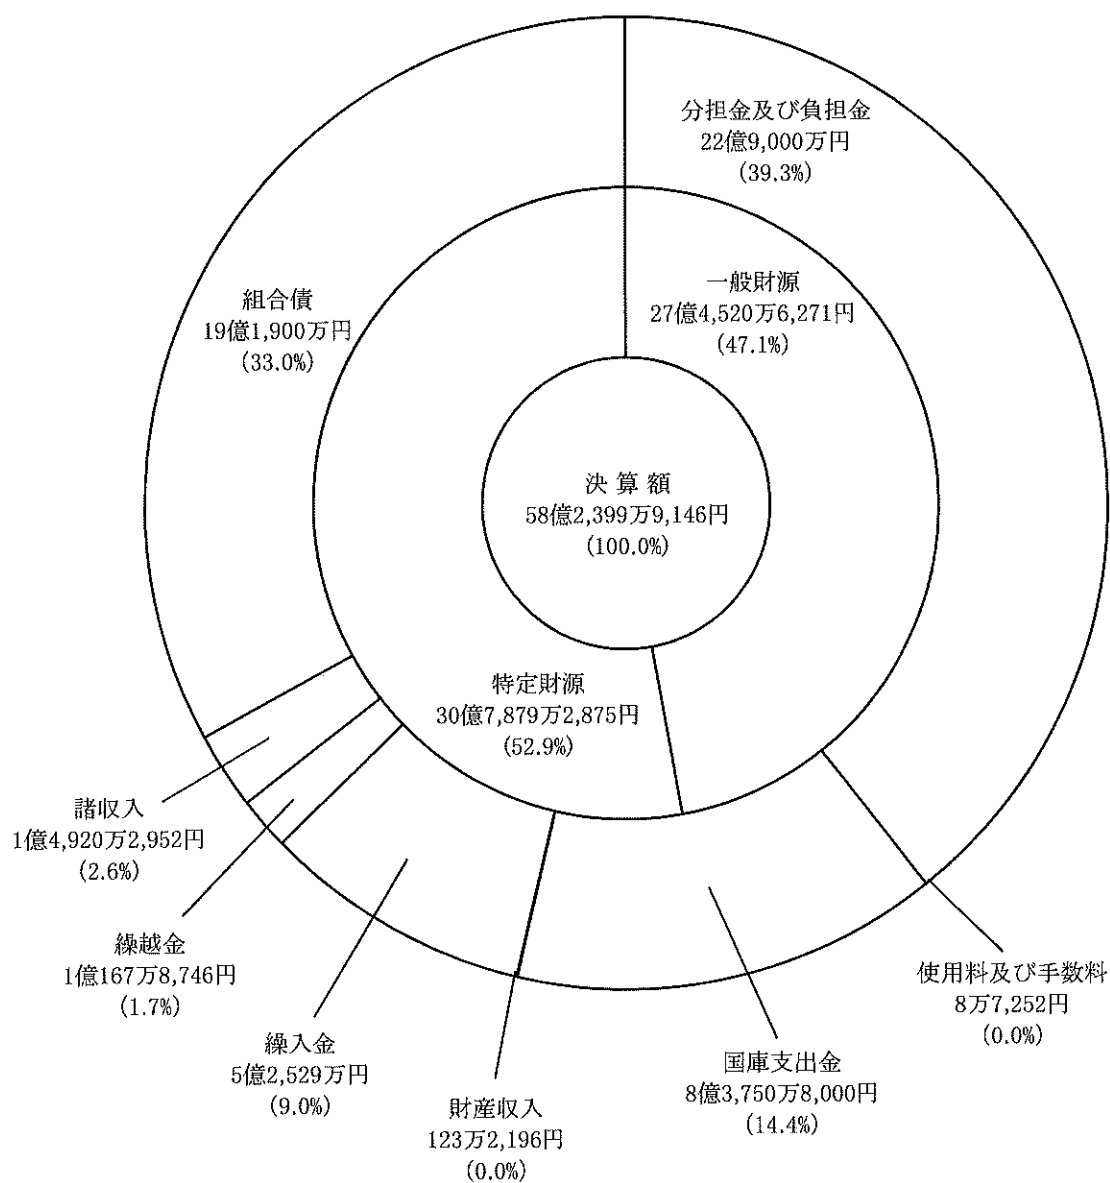 分担金及び負担金
22億9,000万円
(39.3%)
一般財源
27億4,520万6,271円
(47.1%)
組合債
19億1,900万円
(33.0%)
決算額
58億2,399万9,146円
(100.0%)
特定財源
30億7,879万2,875円
(52.9%)
諸収入
1億4,920万2,952円
(2.6%)
繰越金
1億167万8,746円
(1.7%)
繰入金
5億2,529万円
(9.0%)
財産収入
123万2,196円
(0.0%)
国庫支出金
8億3,750万8,000円
(14.4%)
使用料及び手数料
8万7,252円
(0.0%)